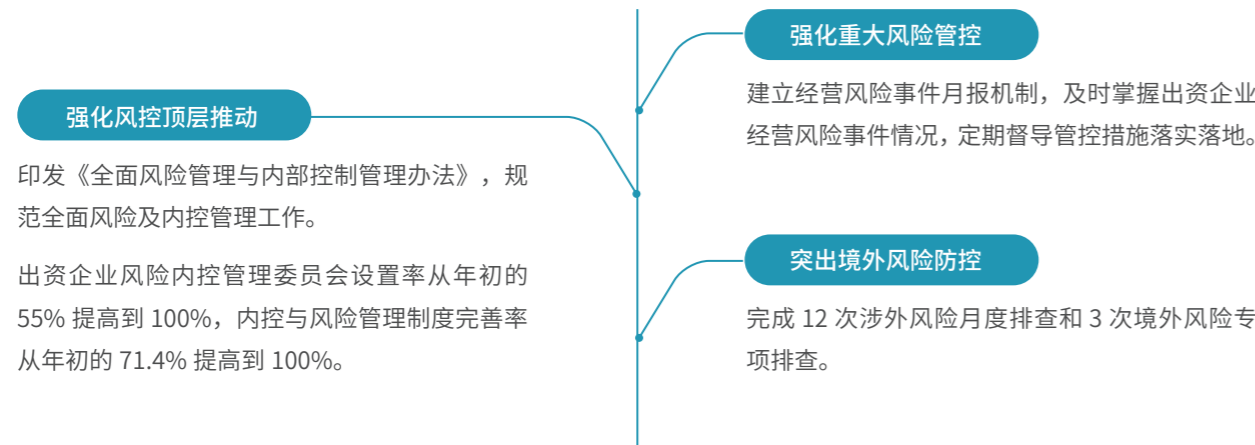 强化风控顶层推动
印发《全面风险管理与内部控制管理办法》，规
范全面风险及内控管理工作。
出资企业风险内控管理委员会设置率从年初的
55% 提高到 100%，内控与风险管理制度完善率
从年初的 71.4% 提高到 100%。
强化重大风险管控
建立经营风险事件月报机制，及时掌握出资企业
经营风险事件情况，定期督导管控措施落实落地。
突出境外风险防控
完成 12 次涉外风险月度排查和 3 次境外风险专
项排查。